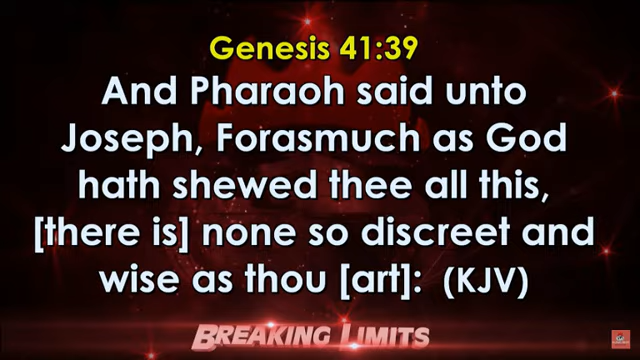 Genesis 41:39
And Pharaoh said unto
Joseph, Forasmuch as God
hath shewed thee all this,
[there is] none so discreet and
wise as thou [art]: (KJV)
BREAKING LIMITS